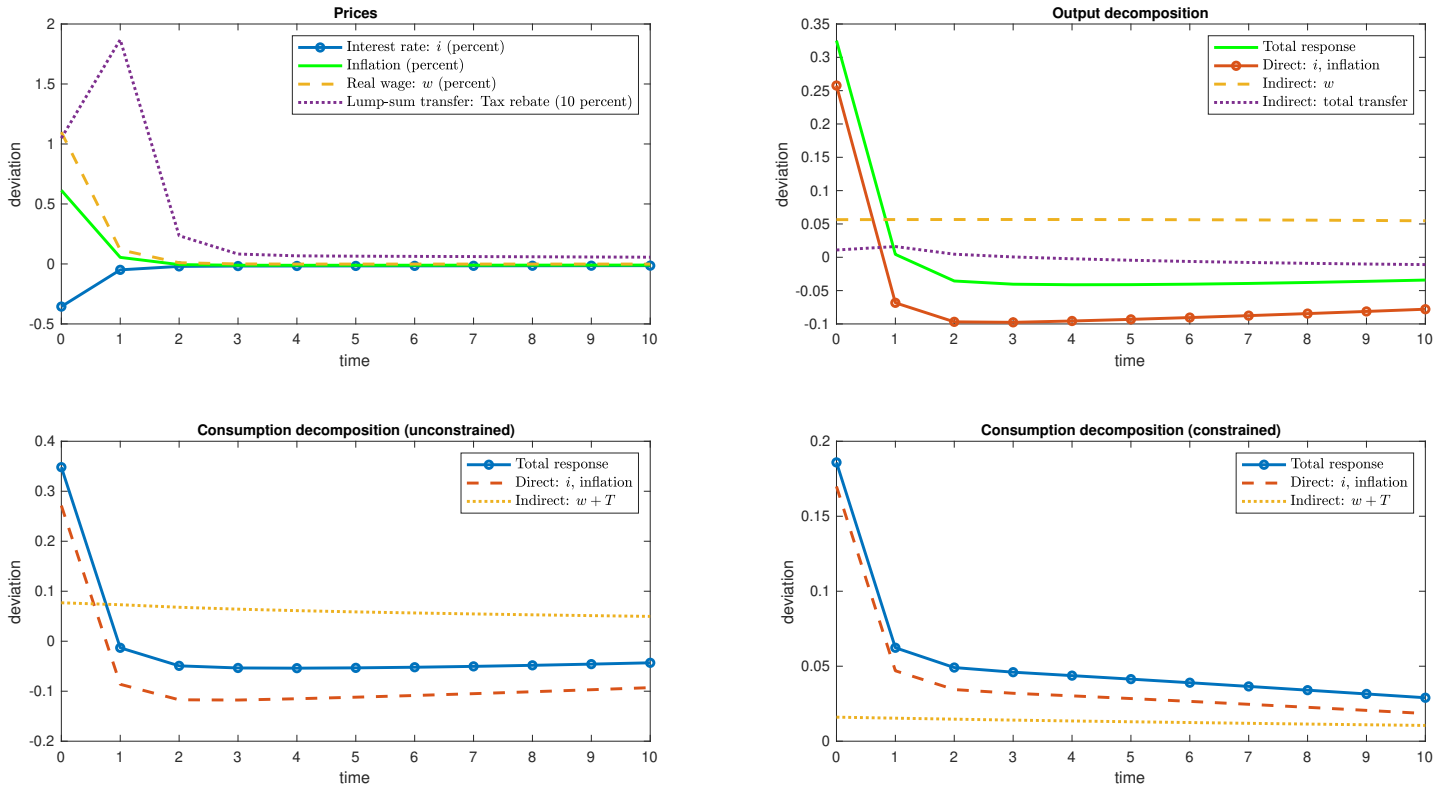 Prices
Interest rate: i (percent)
Inflation (percent)
Real wage: w (percent)
Lump-sum transfer: Tax rebate (10 percent)
2
1.5
1
0.5
0
-0.5
deviation
0 1 2 3 4 5 6 7 8 9 10
time
Output decomposition
Total response
Direct: i, inflation
Indirect: w
Indirect: total transfer
0.35
0.3
0.25
0.2
0.15
0.1
0.05
0
-0.05
-0.1
deviation
0 1 2 3 4 5 6 7 8 9 10
time
Consumption decomposition (unconstrained)
Total response
Direct: i, inflation
Indirect: w + T
0.4
0.3
0.2
0.1
0
-0.1
-0.2
deviation
0 1 2 3 4 5 6 7 8 9 10
time
Consumption decomposition (constrained)
Total response
Direct: i, inflation
Indirect: w + T
0.2
0.15
0.1
0.05
0
deviation
0 1 2 3 4 5 6 7 8 9 10
time